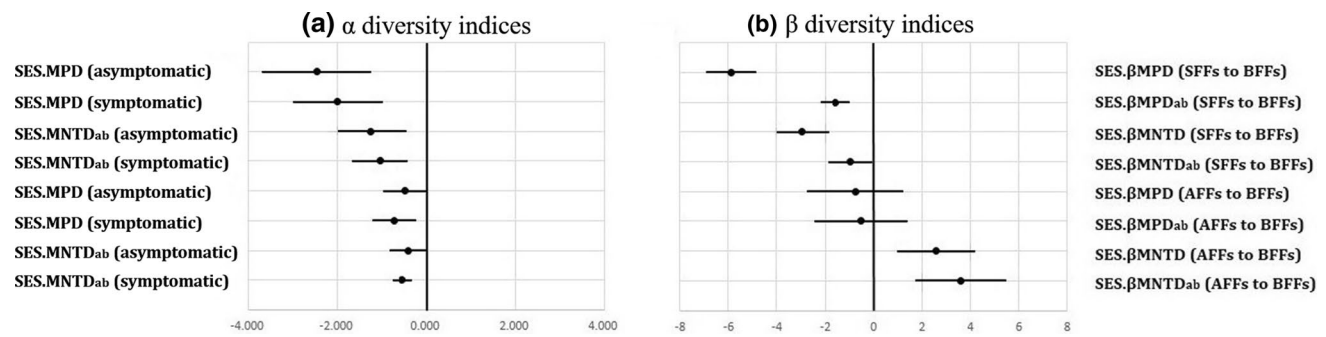 (a) α diversity indices
SES.MPD (asymptomatic)
SES.MPD (symptomatic)
SES.MNTDab (asymptomatic)
SES.MNTDab (symptomatic)
SES.MPD (asymptomatic)
SES.MPD (symptomatic)
SES.MNTDab (asymptomatic)
SES.MNTDab (symptomatic)
-4.000 -2.000 0.000 2.000 4.000
(b) β diversity indices
SES.βMPD (SFFs to BFFs)
SES.βMPDab (SFFs to BFFs)
SES.βMNTD (SFFs to BFFs)
SES.βMNTDab (SFFs to BFFs)
SES.βMPD (AFFs to BFFs)
SES.βMPDab (AFFs to BFFs)
SES.βMNTD (AFFs to BFFs)
SES.βMNTDab (AFFs to BFFs)
-8 -6 -4 -2 0 2 4 6 8